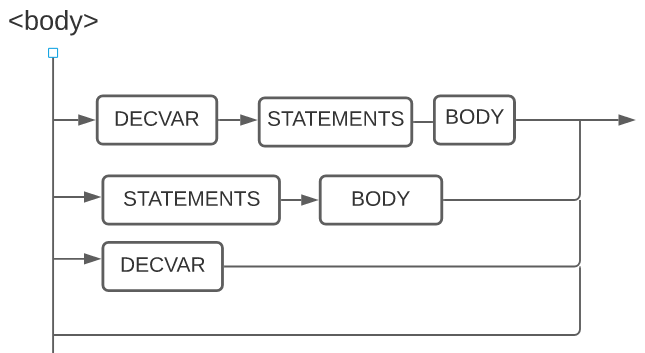 <body>
DECVAR STATEMENTS BODY
STATEMENTS BODY
DECVAR